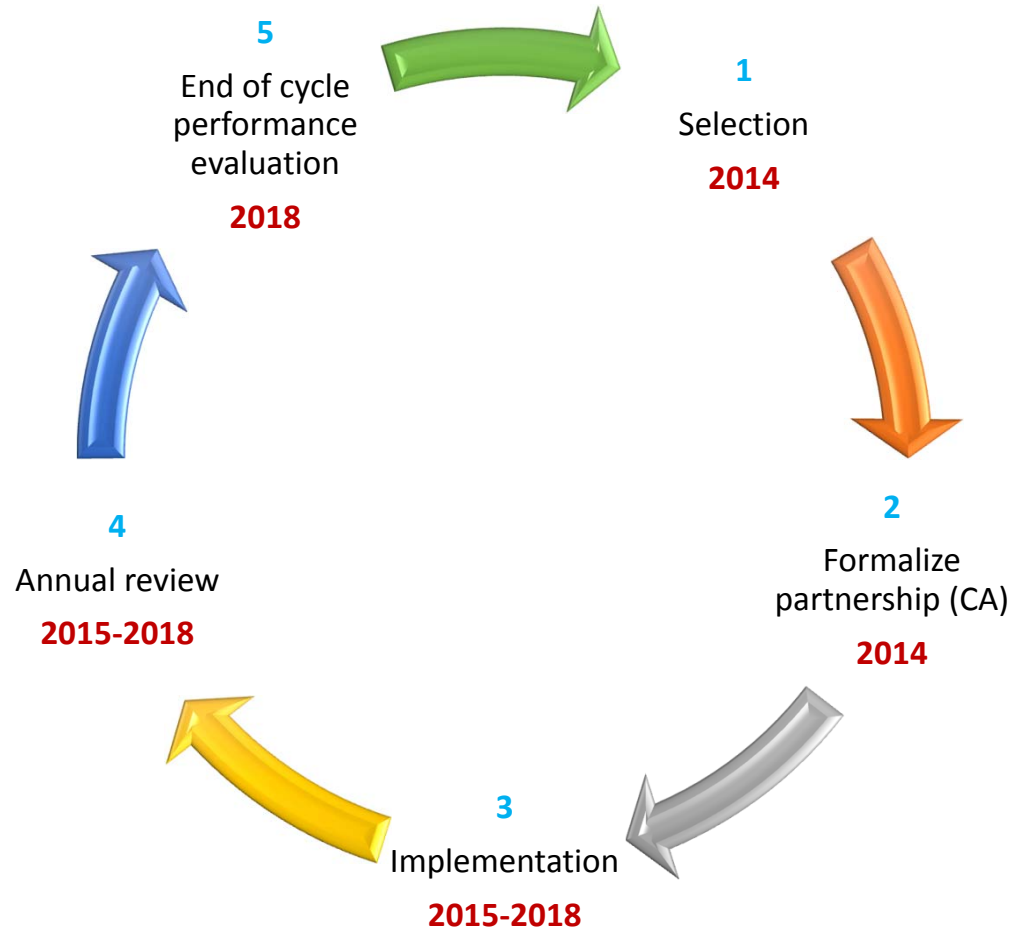 1
Selection
2014
2
Formalize
partnership (CA)
2014
3
Implementation
2015-2018
4
Annual review
2015-2018
5
End of cycle
performance
evaluation
2018